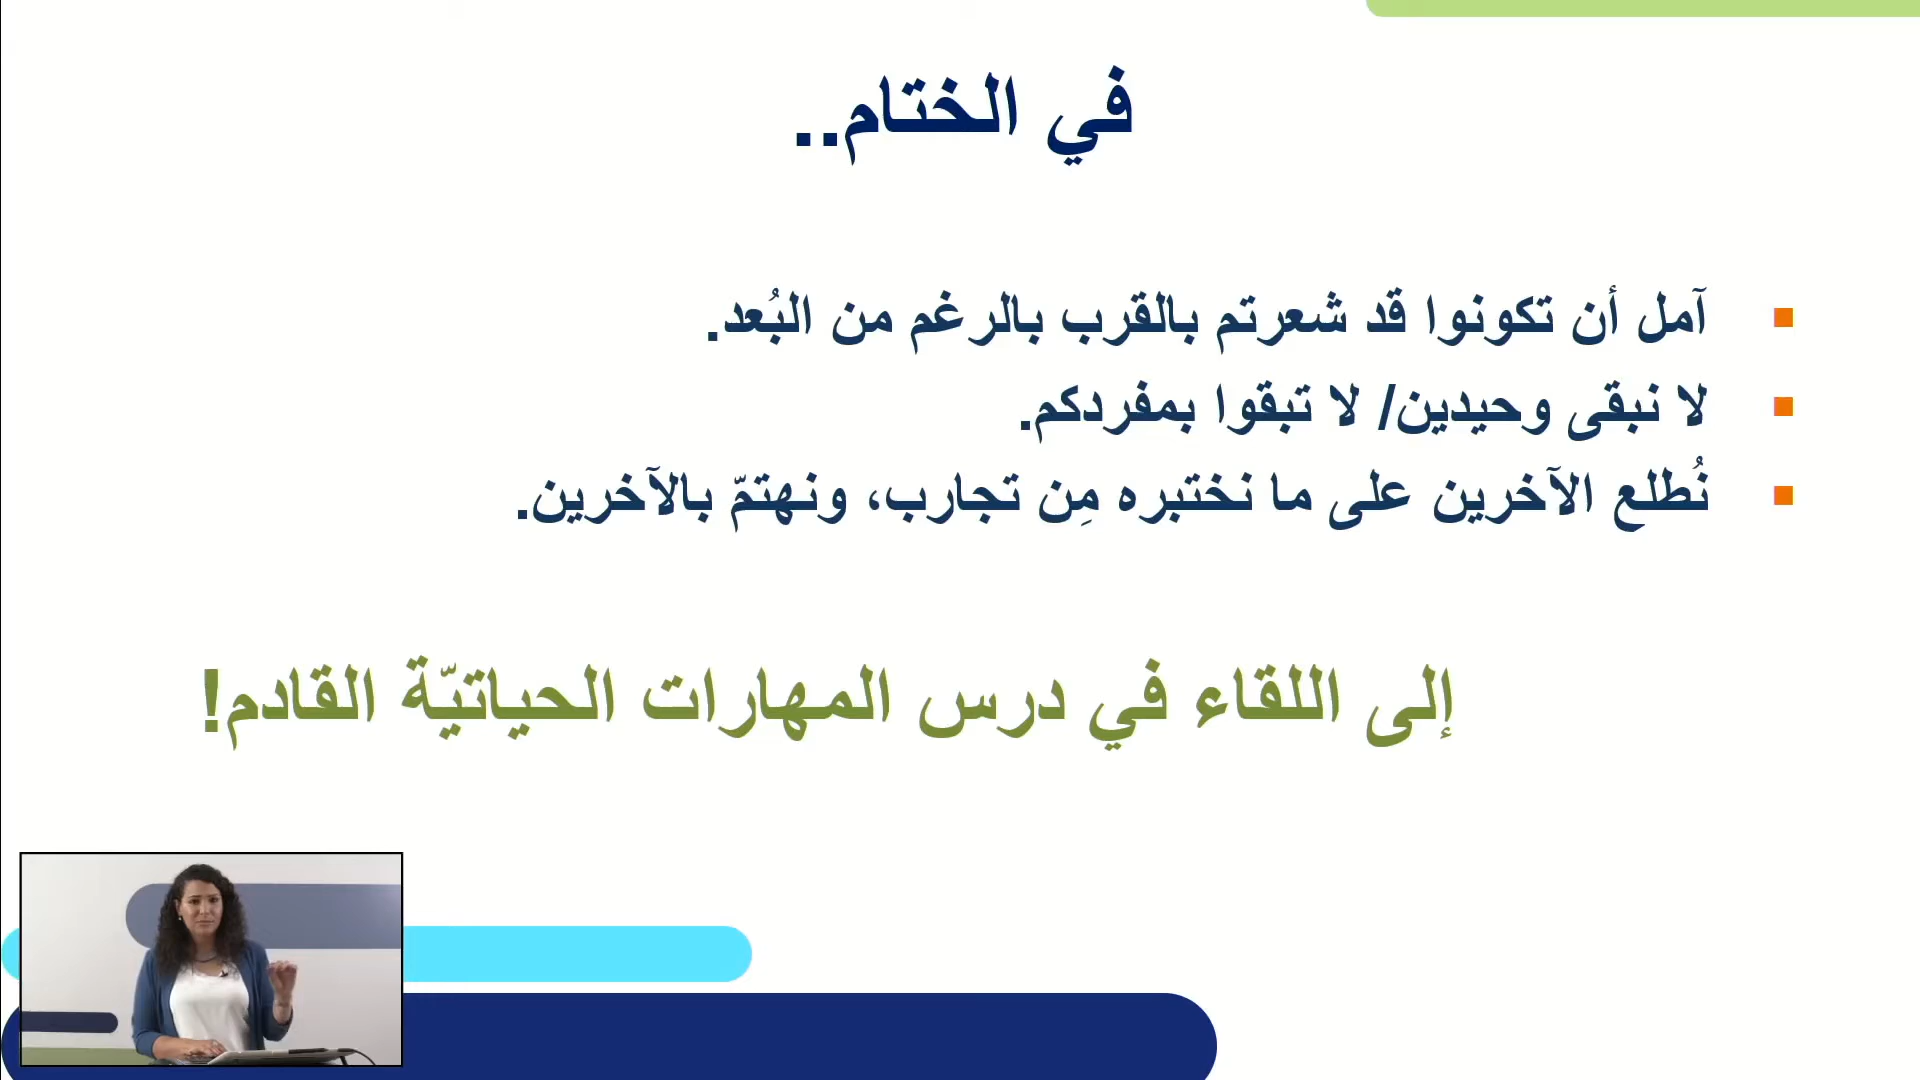 في الختام..
آمل أن تكونوا قد شعرتم بالقرب بالرغم من البُعد.
لا نبقى وحيدين/ لا تبقوا بمفردكم.
نُطلع الآخرين على ما نختبره مِن تجارب، ونهتمّ بالآخرين.
إلى اللقاء في درس المهارات الحياتيّة القادم!